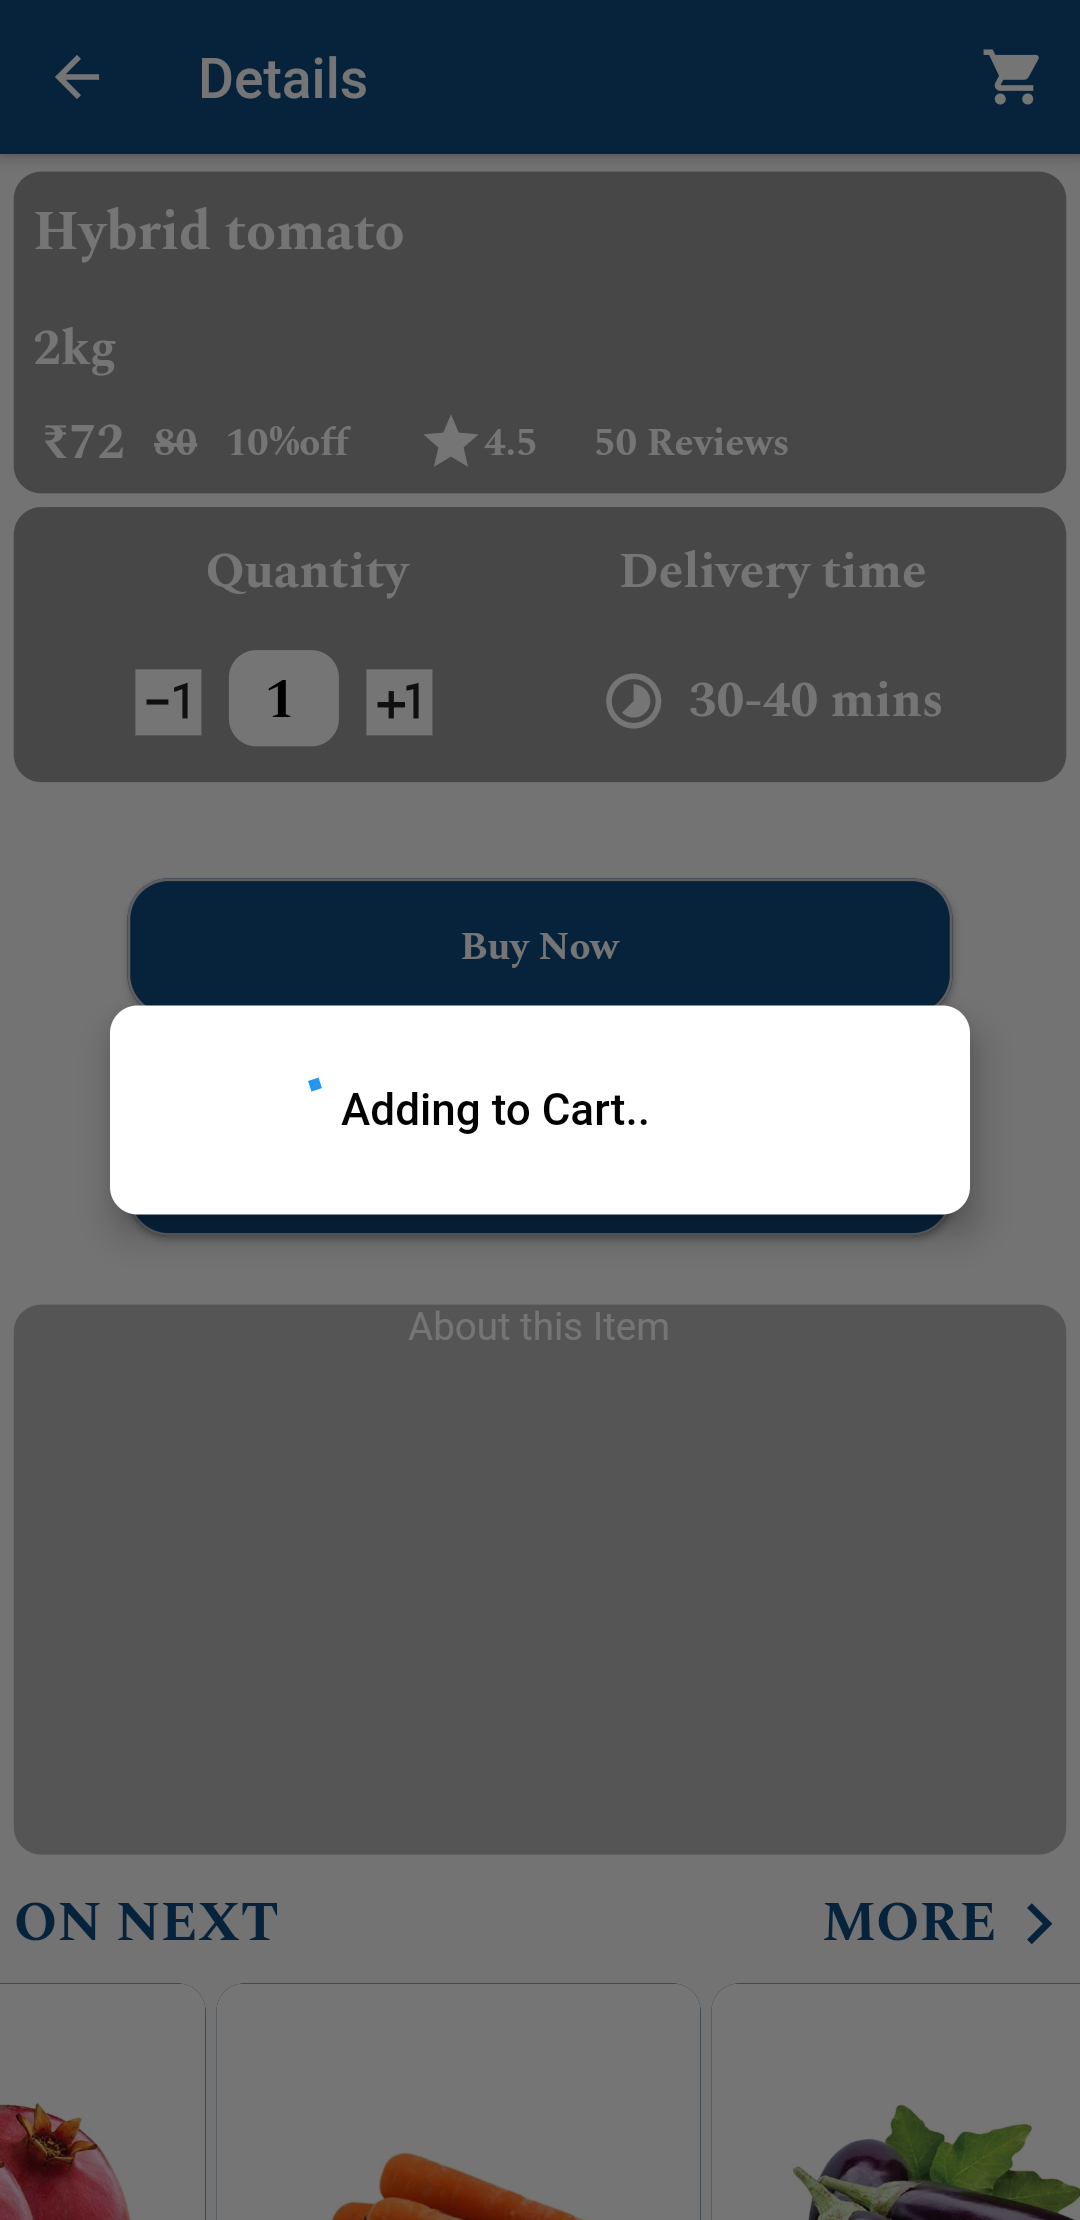 Details
Hybrid tomato
2kg
₹72 80 10%off 4.5 50 Reviews
Quantity Delivery time
−1 1 +1 30-40 mins
Buy Now
Adding to Cart..
About this Item
ON NEXT MORE